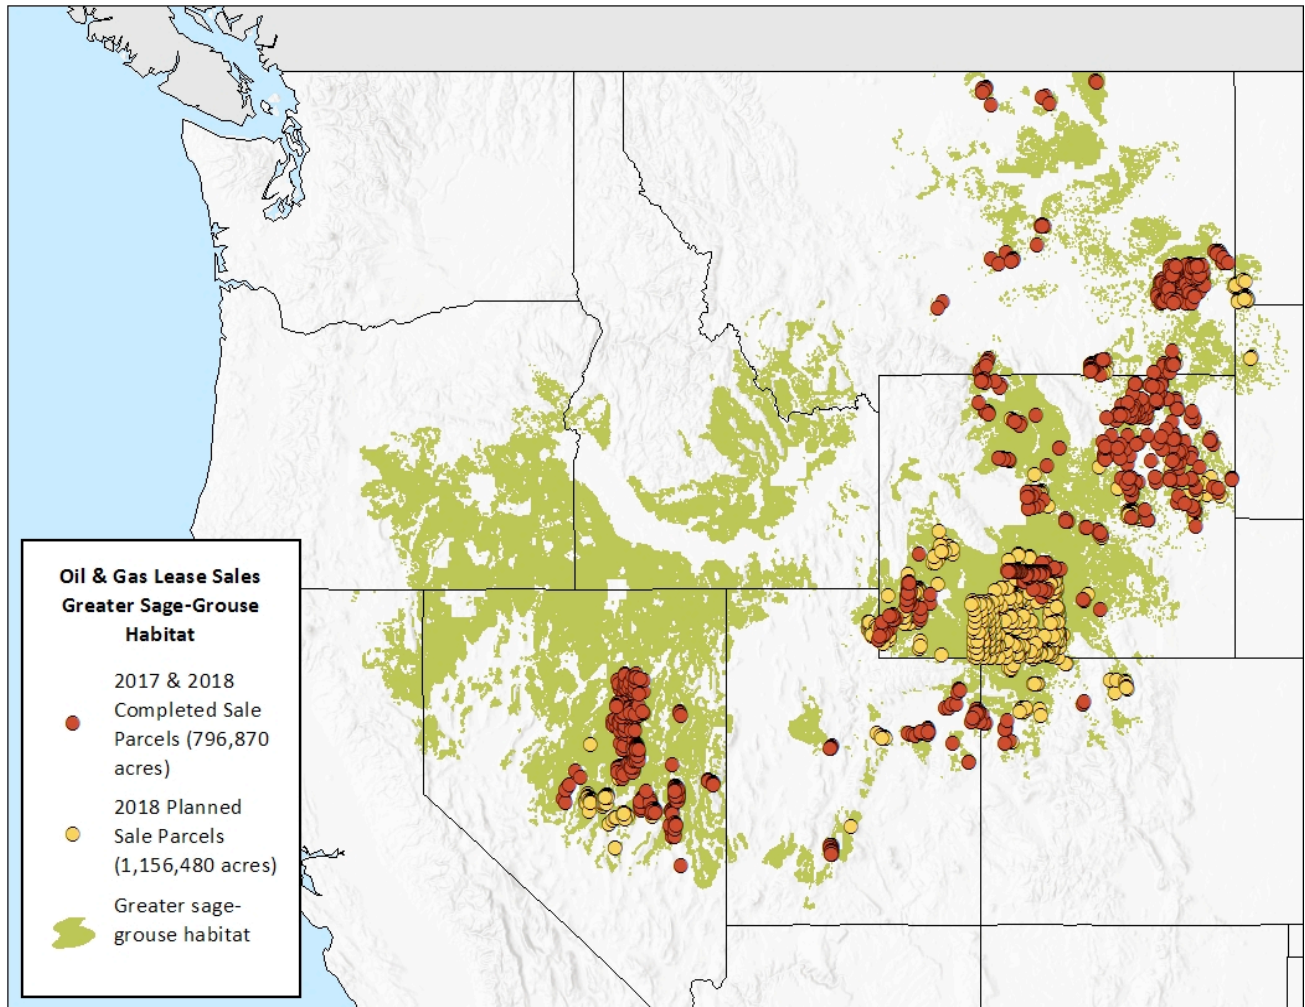 Oil & Gas Lease Sales
Greater Sage-Grouse
Habitat
2017 & 2018
Completed Sale
Parcels (796,870
acres)
2018 Planned
Sale Parcels
(1,156,480 acres)
Greater sage-
grouse habitat